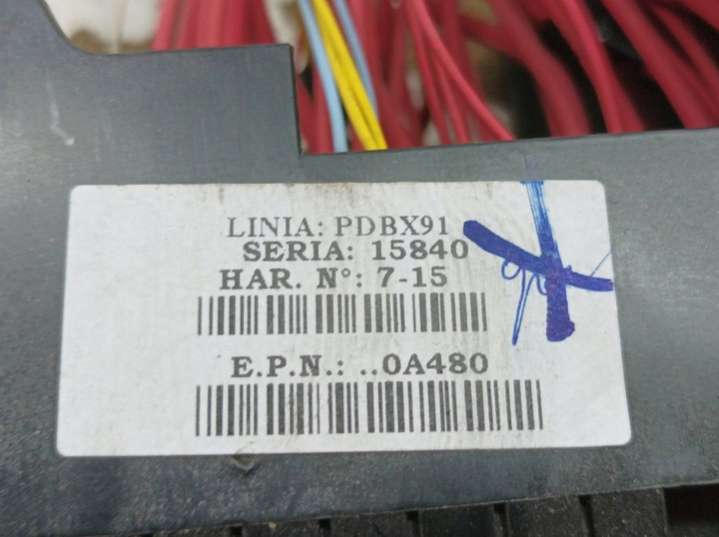 LINIA: PDBX91
SERIA: 15840
HAR. N°: 7-15
E.P.N.: ..0A480